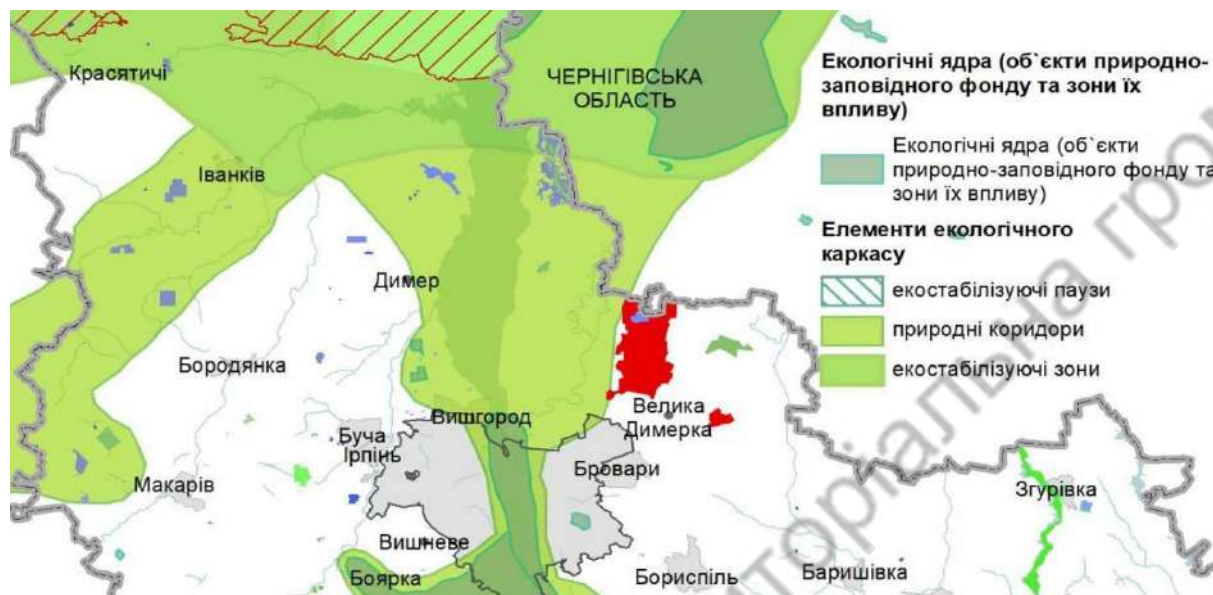 Красятичі
ЧЕРНІГІВСЬКА
ОБЛАСТЬ
Іванків
Димер
Бородянка
Вишгород
Велика
Димерка
Буча
Ірпінь
Бровари
Макарів
Вишневе
Боярка
Бориспіль
Баришівка
Згурівка
Екологічні ядра (об`єкти природно-
заповідного фонду та зони їх
впливу)
Екологічні ядра (об`єкти
природно-заповідного фонду та
зони їх впливу)
Елементи екологічного
каркасу
екостабілізуючі паузи
природні коридори
екостабілізуючі зони